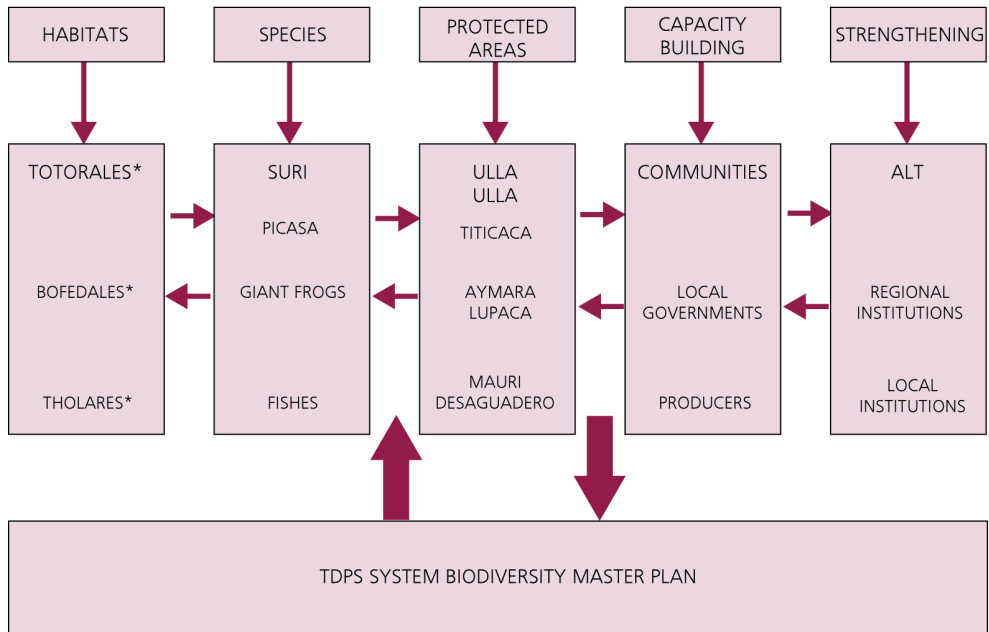 HABITATS
SPECIES
PROTECTED
AREAS
CAPACITY
BUILDING
STRENGTHENING
TOTORALES*
BOFEDALES*
THOLARES*
SURI
PICASA
GIANT FROGS
FISHES
ULLA
ULLA
TITICACA
AYMARA
LUPACA
MAURI
DESAGUADERO
COMMUNITIES
LOCAL
GOVERNMENTS
PRODUCERS
ALT
REGIONAL
INSTITUTIONS
LOCAL
INSTITUTIONS
TDPS SYSTEM BIODIVERSITY MASTER PLAN